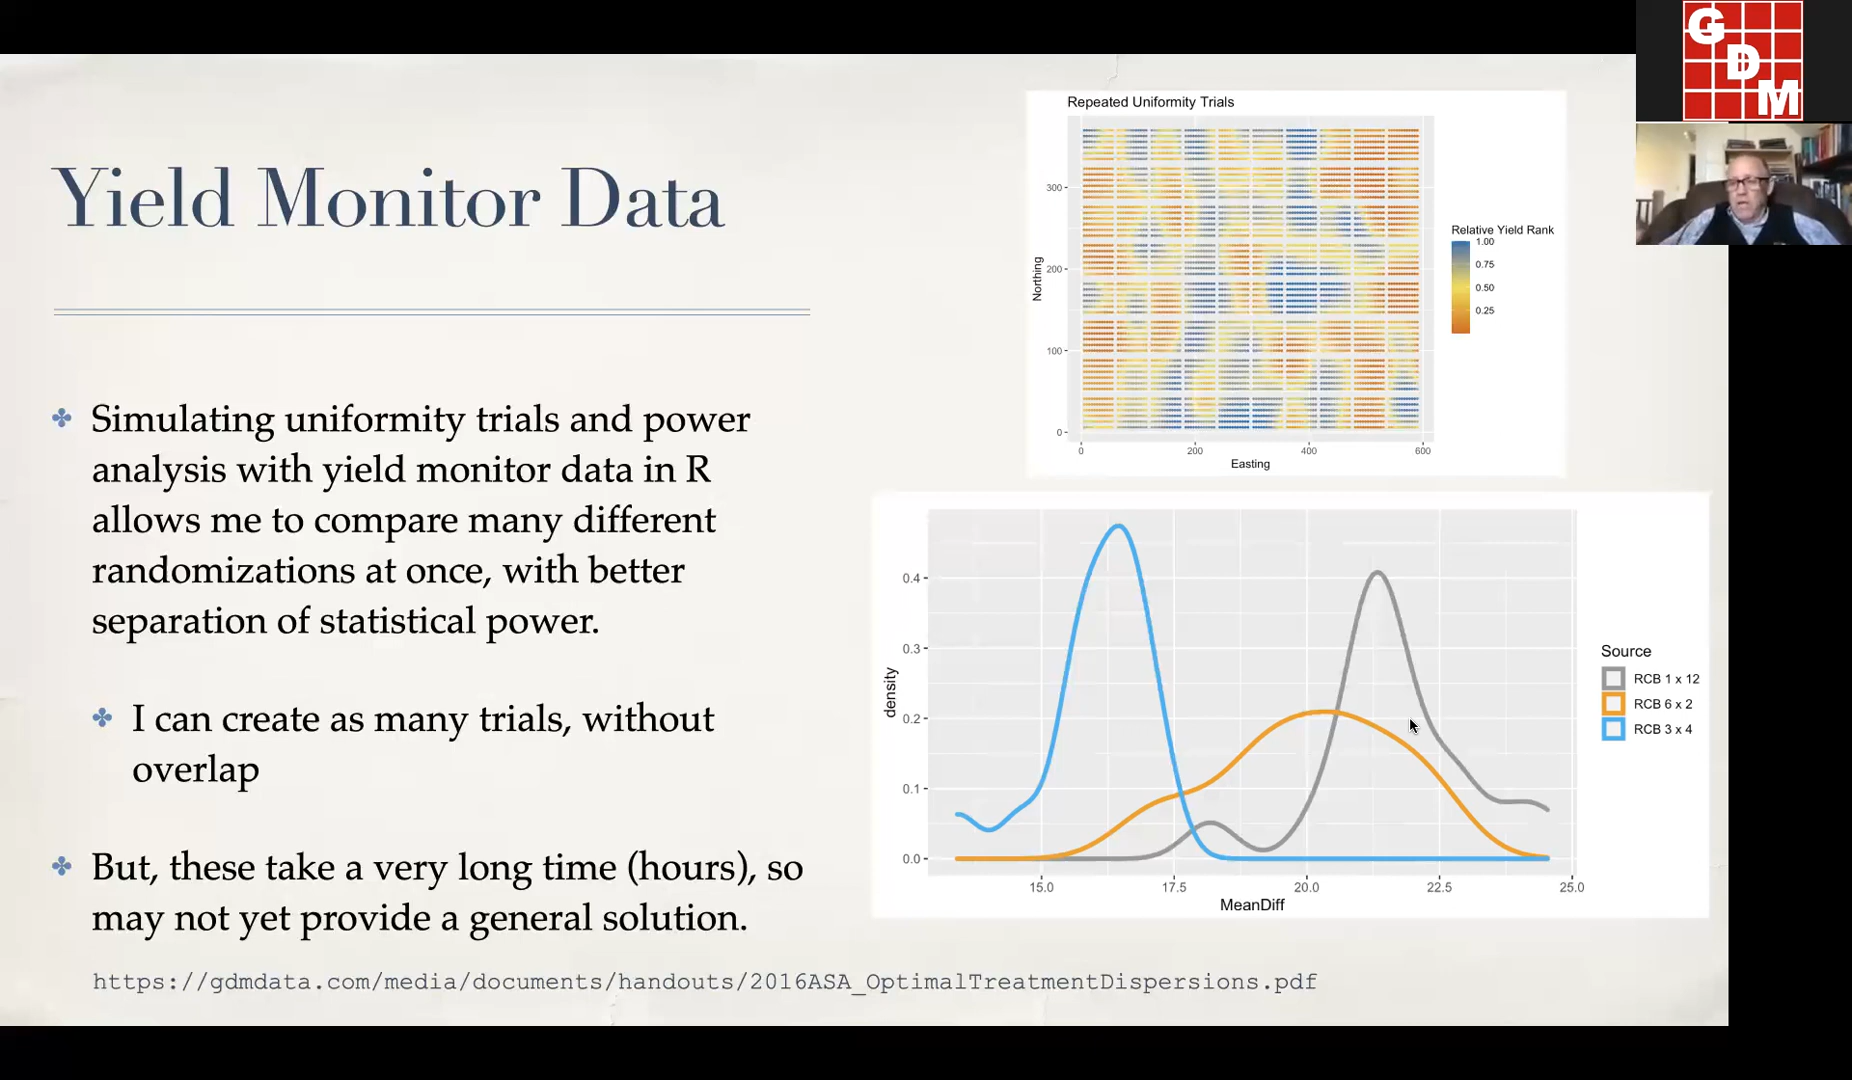 G
D
M
Yield Monitor Data
Simulating uniformity trials and power
analysis with yield monitor data in R
allows me to compare many different
randomizations at once, with better
separation of statistical power.
I can create as many trials, without
overlap
But, these take a very long time (hours), so
may not yet provide a general solution.
https://gdmdata.com/media/documents/handouts/2016ASA_OptimalTreatmentDispersions.pdf
Repeated Uniformity Trials
300
200
100
0
Northing
0 200 400 600
Easting
Relative Yield Rank
1.00
0.75
0.50
0.25
0.4
0.3
0.2
0.1
0.0
density
15.0 17.5 20.0 22.5 25.0
MeanDiff
Source
RCB 1 x 12
RCB 6 x 2
RCB 3 x 4